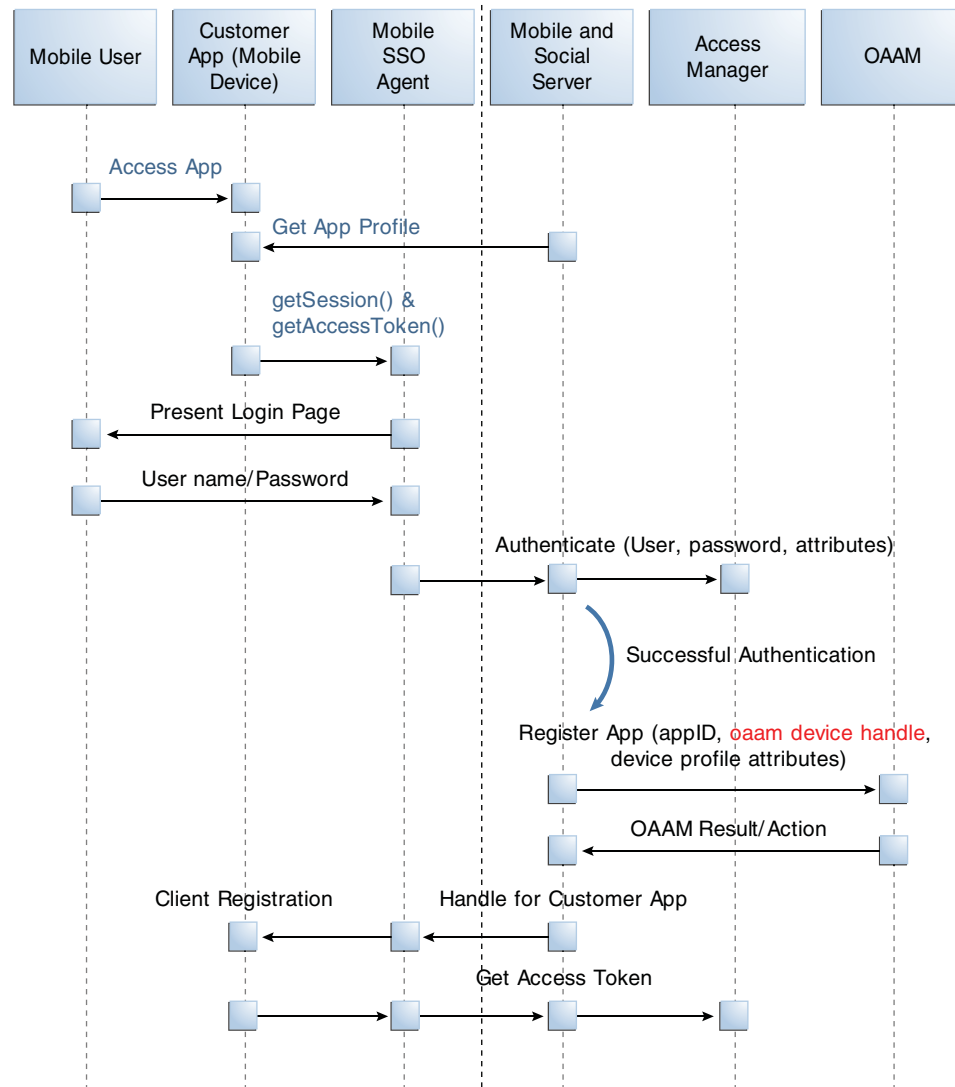 Mobile User
Customer
App (Mobile
Device)
Mobile
SSO
Agent
Mobile and
Social
Server
Access
Manager
OAAM
Access App
Get App Profile
getSession() &
getAccessToken()
Present Login Page
User name/Password
Authenticate (User, password, attributes)
Successful Authentication
Register App (appID, oaam device handle,
device profile attributes)
OAAM Result/Action
Client Registration
Handle for Customer App
Get Access Token